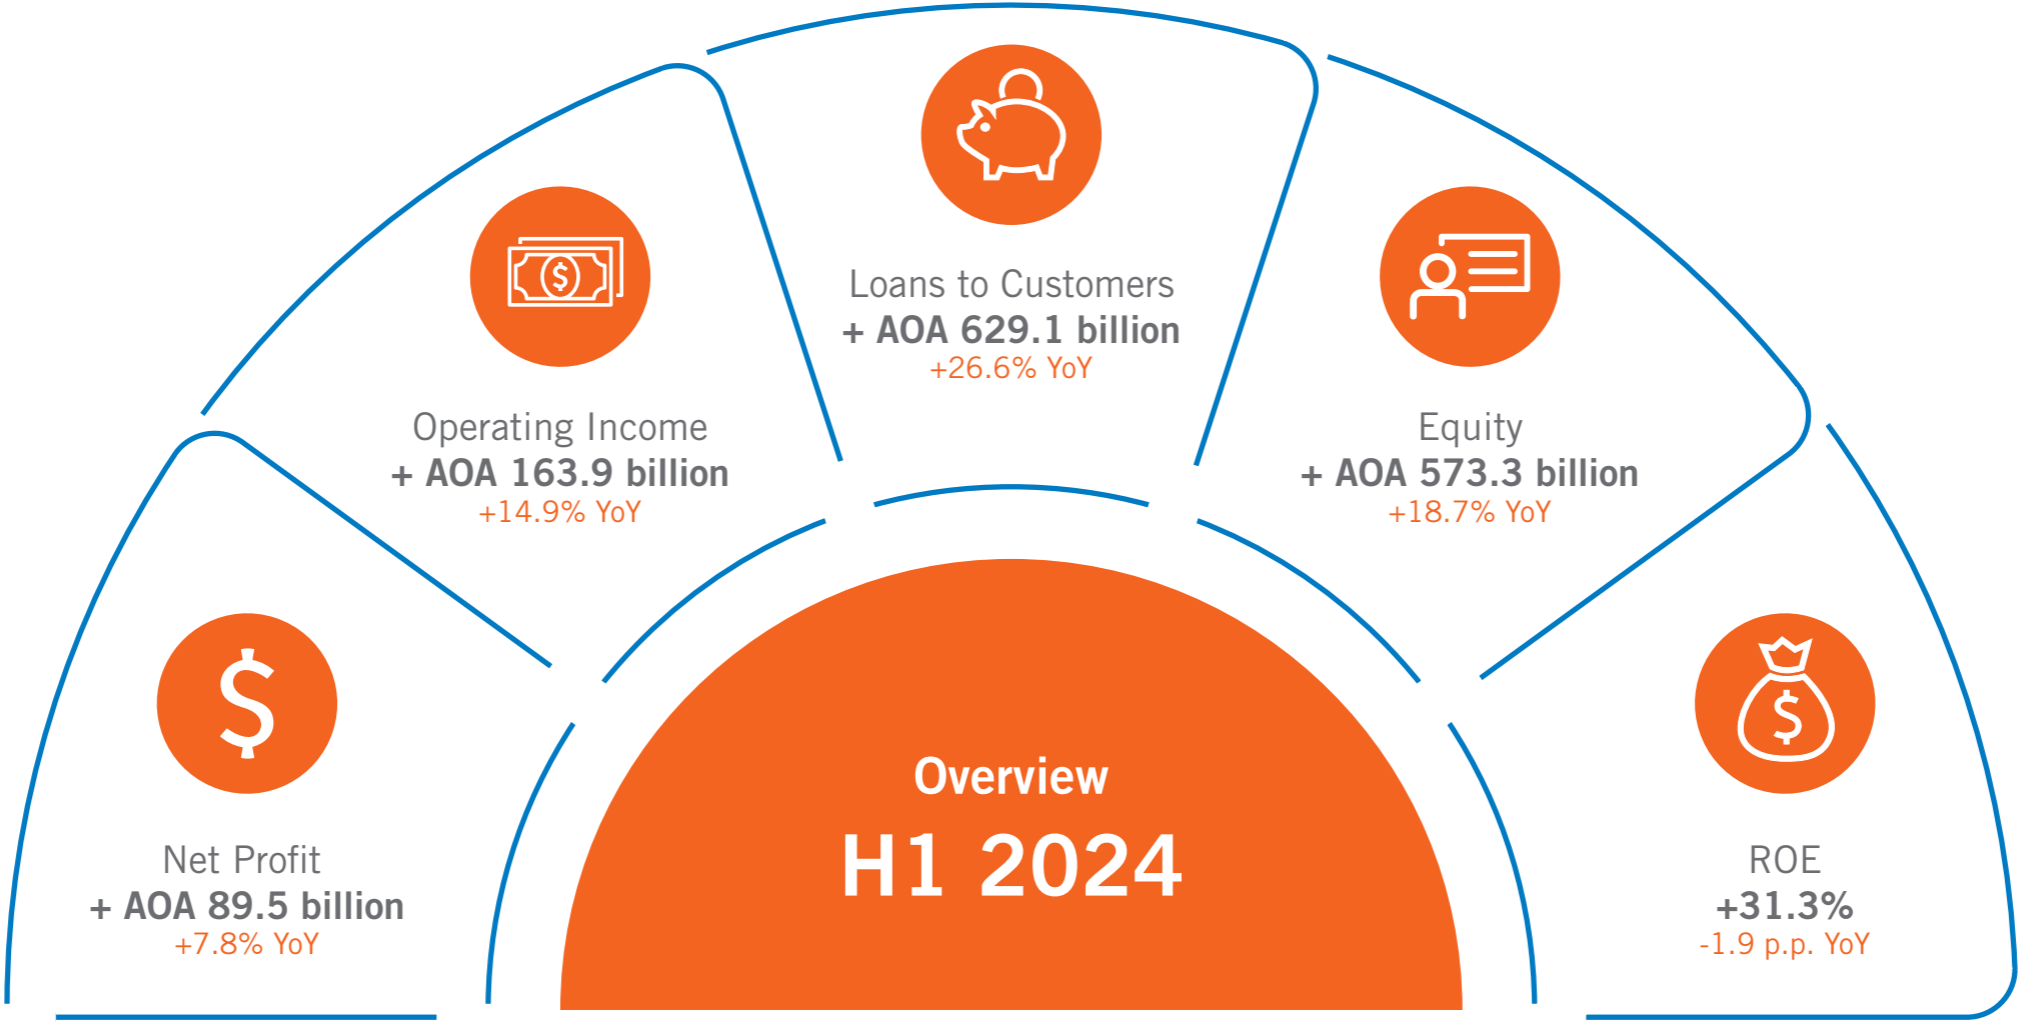 Net Profit
+ AOA 89.5 billion
+7.8% YoY
Operating Income
+ AOA 163.9 billion
+14.9% YoY
Loans to Customers
+ AOA 629.1 billion
+26.6% YoY
Equity
+ AOA 573.3 billion
+18.7% YoY
ROE
+31.3%
-1.9 p.p. YoY
Overview
H1 2024